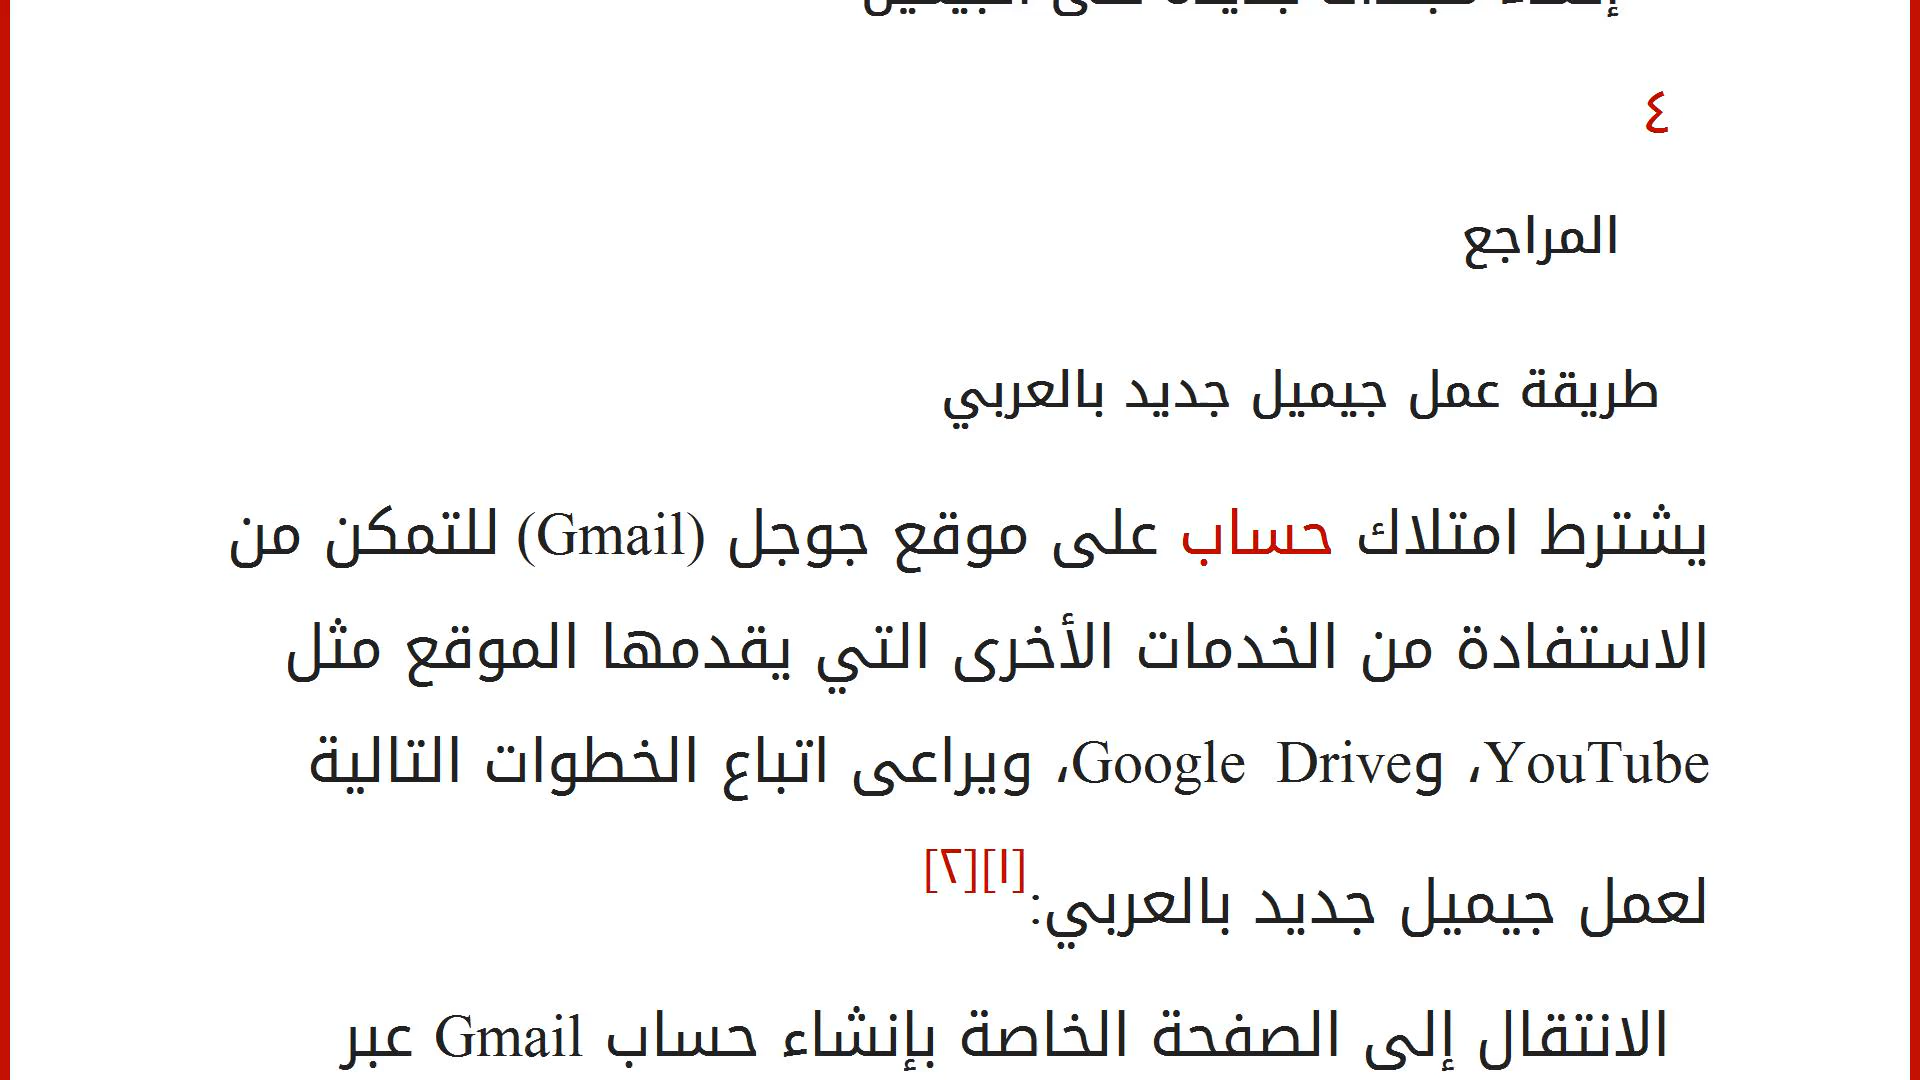 ٤
المراجع
طريقة عمل جيميل جديد بالعربي
يشترط امتلاك حساب على موقع جوجل (Gmail) للتمكن من
الاستفادة من الخدمات الأخرى التي يقدمها الموقع مثل
YouTube، وGoogle Drive، ويراعى اتباع الخطوات التالية
لعمل جيميل جديد بالعربي:[١][٢]
الانتقال إلى الصفحة الخاصة بإنشاء حساب Gmail عبر